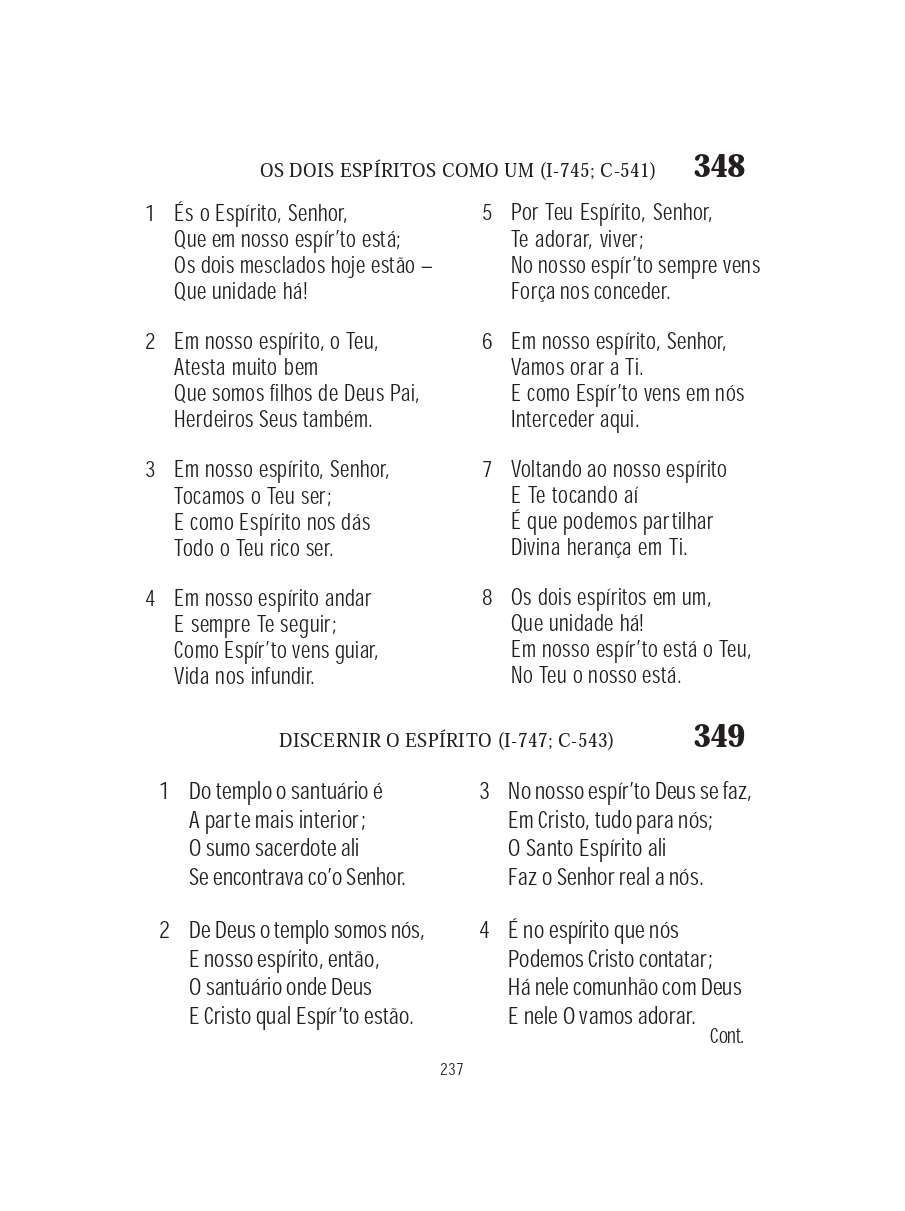 OS DOIS ESPÍRITOS COMO UM (I-745; C-541) 348
1 És o Espírito, Senhor,
Que em nosso espír’to está;
Os dois mesclados hoje estão –
Que unidade há!
2 Em nosso espírito, o Teu,
Atesta muito bem
Que somos filhos de Deus Pai,
Herdeiros Seus também.
3 Em nosso espírito, Senhor,
Tocamos o Teu ser;
E como Espírito nos dás
Todo o Teu rico ser.
4 Em nosso espírito andar
E sempre Te seguir;
Como Espír’to vens guiar,
Vida nos infundir.
5 Por Teu Espírito, Senhor,
Te adorar, viver;
No nosso espír’to sempre vens
Força nos conceder.
6 Em nosso espírito, Senhor,
Vamos orar a Ti.
E como Espír’to vens em nós
Interceder aqui.
7 Voltando ao nosso espírito
E Te tocando aí
É que podemos partilhar
Divina herança em Ti.
8 Os dois espíritos em um,
Que unidade há!
Em nosso espír’to está o Teu,
No Teu o nosso está.
DISCERNIR O ESPÍRITO (I-747; C-543) 349
1 Do templo o santuário é
A parte mais interior;
O sumo sacerdote ali
Se encontrava co’o Senhor.
2 De Deus o templo somos nós,
E nosso espírito, então,
O santuário onde Deus
E Cristo qual Espír’to estão.
3 No nosso espír’to Deus se faz,
Em Cristo, tudo para nós;
O Santo Espírito ali
Faz o Senhor real a nós.
4 É no espírito que nós
Podemos Cristo contatar;
Há nele comunhão com Deus
E nele O vamos adorar.
Cont.
237